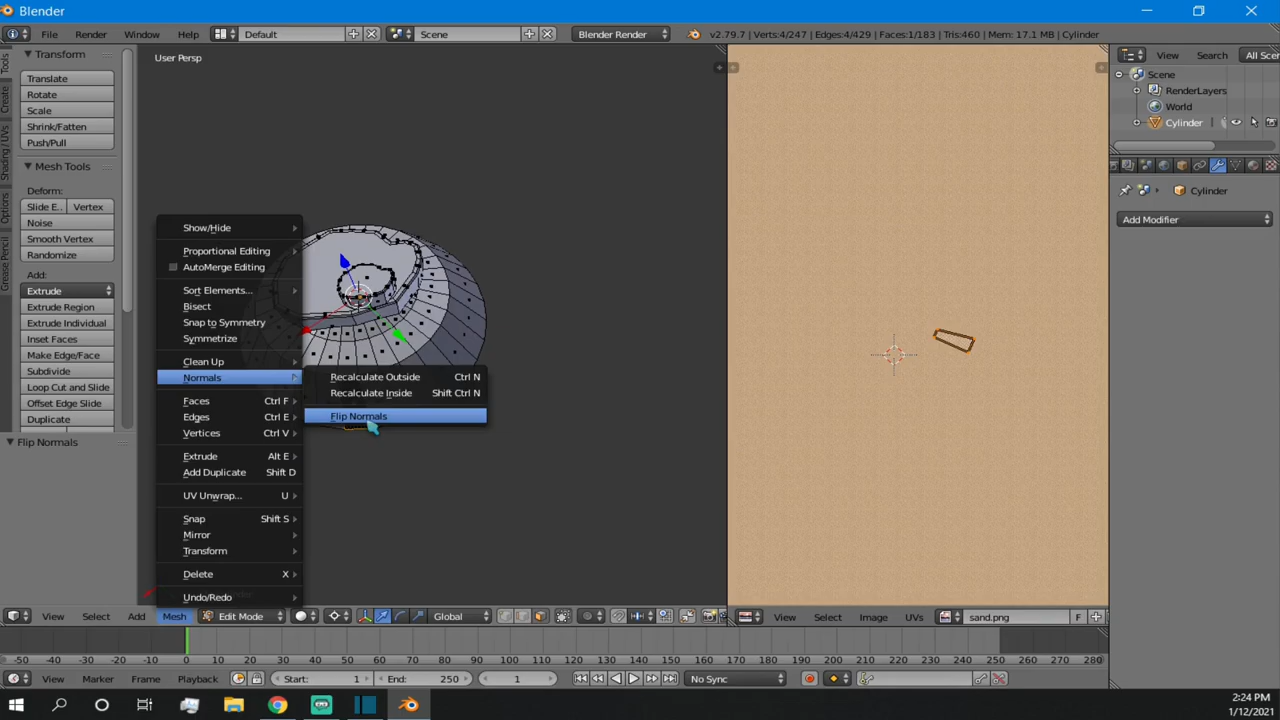 Blender
File Render Window Help Default Scene Blender Render v2.79.7 | Verts:4/247 | Edges:4/429 | Faces:1/183 | Tris:460 | Mem: 17.1 MB | Cylinder View Search All Scen
Tools
Create
Shading / UVs
Options
Grease Pencil
Transform
Translate
Rotate
Scale
Shrink/Fatten
Push/Pull
Mesh Tools
Deform:
Slide E.. Vertex
Noise
Smooth Vertex
Randomize
Add:
Extrude
Extrude Region
Extrude Individual
Inset Faces
Make Edge/Face
Subdivide
Loop Cut and Slide
Offset Edge Slide
Duplicate
Flip Normals
User Persp
Show/Hide
Proportional Editing
AutoMerge Editing
Sort Elements...
Bisect
Snap to Symmetry
Symmetrize
Clean Up
Normals
Faces Ctrl F
Edges Ctrl E
Vertices Ctrl V
Extrude Alt E
Add Duplicate Shift D
UV Unwrap... U
Snap Shift S
Mirror
Transform
Delete X
Undo/Redo
Recalculate Outside Ctrl N
Recalculate Inside Shift Ctrl N
Flip Normals
Scene
RenderLayers
World
Cylinder
Cylinder
Add Modifier
View Select Add Mesh Edit Mode Global View Select Image UVs sand.png F
-50 -40 -30 -20 -10 0 10 20 30 40 50 60 70 80 90 100 110 120 130 140 150 160 170 180 190 200 210 220 230 240 250 260 270 280
View Marker Frame Playback Start: 1 End: 250 1 No Sync
2:24 PM
1/12/2021